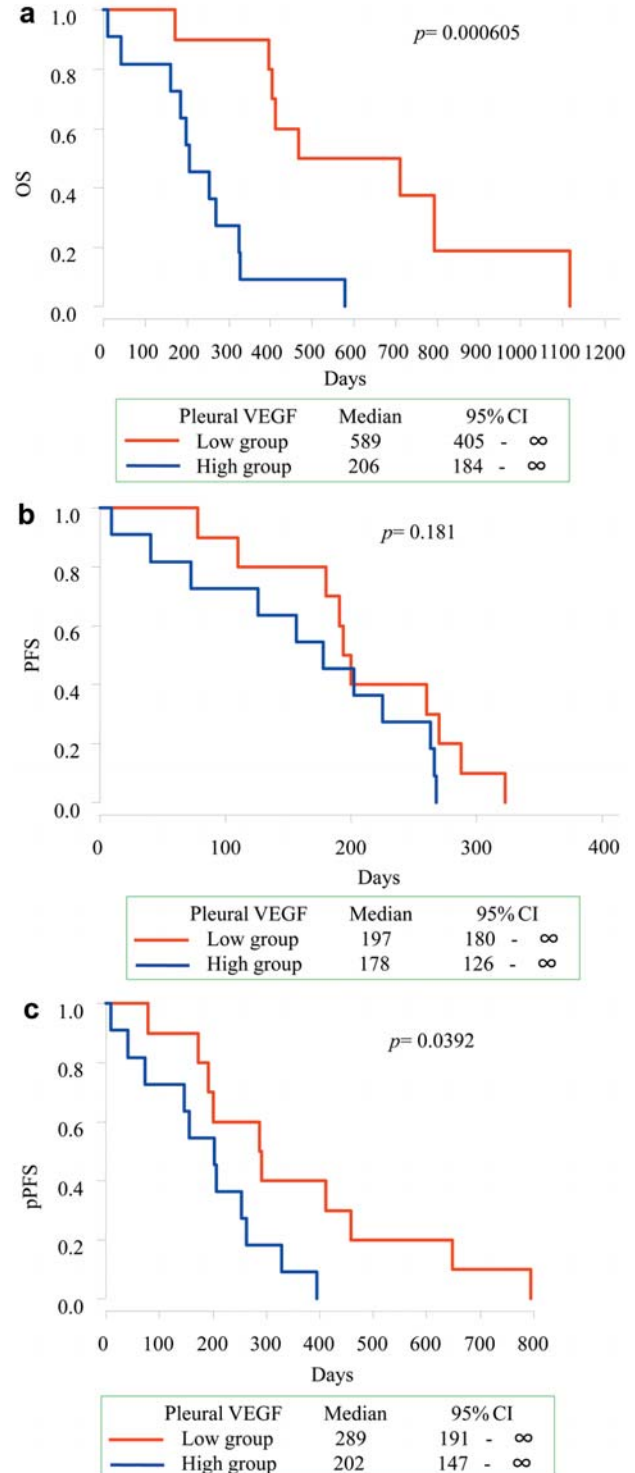 a
p= 0.000605
1.0
0.8
0.6
0.4
0.2
0.0
OS
0 100 200 300 400 500 600 700 800 900 1000 1100 1200
Days
Pleural VEGF Median 95% CI
Low group 589 405 - ∞
High group 206 184 - ∞
b
p= 0.181
1.0
0.8
0.6
0.4
0.2
0.0
PFS
0 100 200 300 400
Days
Pleural VEGF Median 95% CI
Low group 197 180 - ∞
High group 178 126 - ∞
c
p= 0.0392
1.0
0.8
0.6
0.4
0.2
0.0
pPFS
0 100 200 300 400 500 600 700 800
Days
Pleural VEGF Median 95% CI
Low group 289 191 - ∞
High group 202 147 - ∞